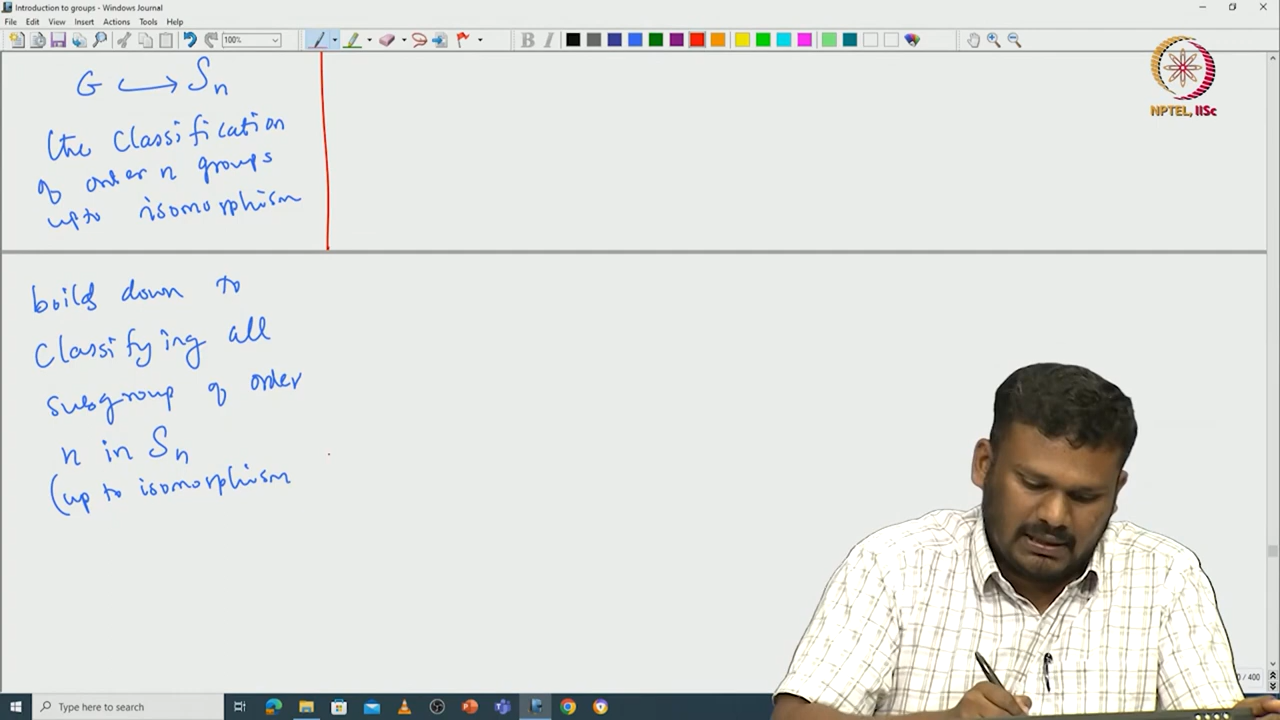 Introduction to groups - Windows Journal
File Edit View Insert Actions Tools Help
100%
B I
NPTEL, IISc
G ↪ Sn
the classification
of order n groups
upto isomorphism
boils down to
classifying all
subgroup of order
n in Sn
(up to isomorphism
/ 400
Type here to search